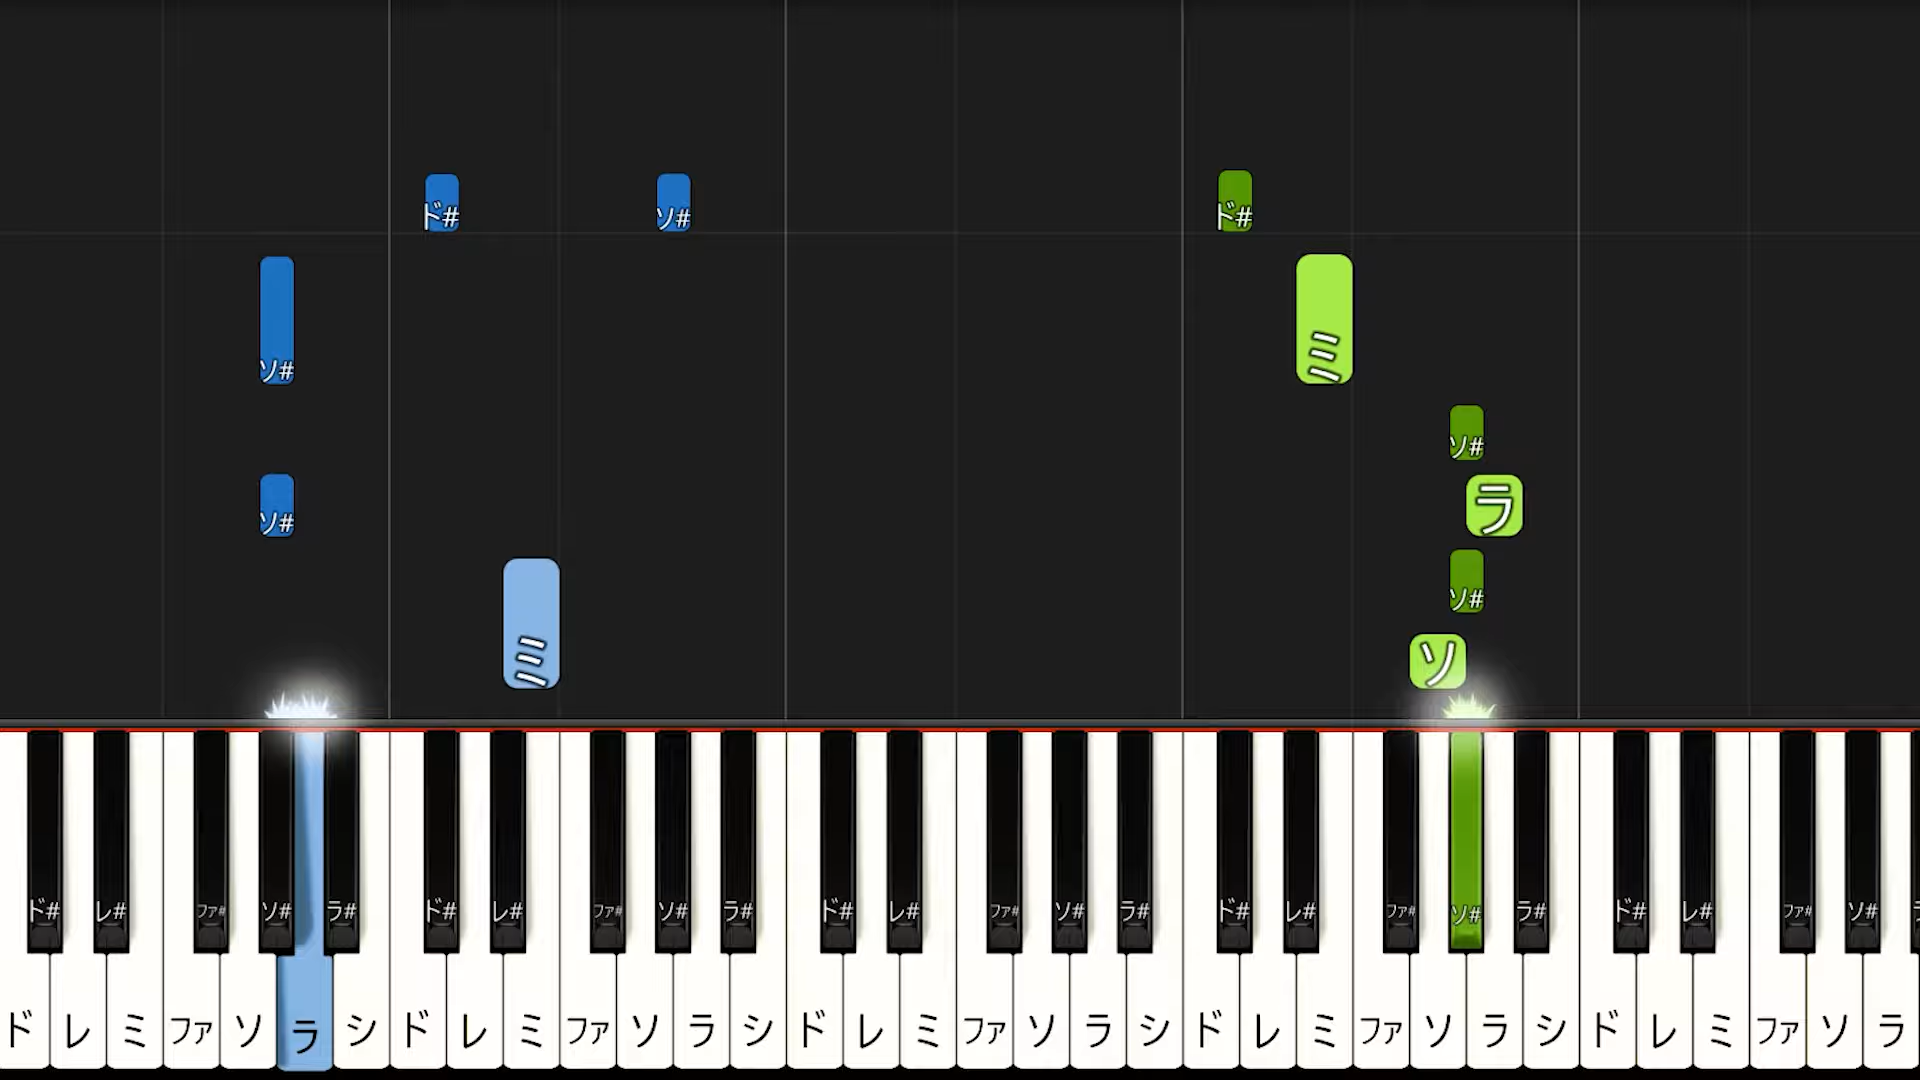 ド# ソ# ド#
ソ# ミ
ソ#
ソ# ラ
ソ#
ミ ソ
ド# レ# ファ# ソ# ラ# ド# レ# ファ# ソ# ラ# ド# レ# ファ# ソ# ラ# ド# レ# ファ# ソ# ラ# ド# レ# ファ# ソ#
ド レ ミ ファ ソ ラ シ ド レ ミ ファ ソ ラ シ ド レ ミ ファ ソ ラ シ ド レ ミ ファ ソ ラ シ ド レ ミ ファ ソ ラ